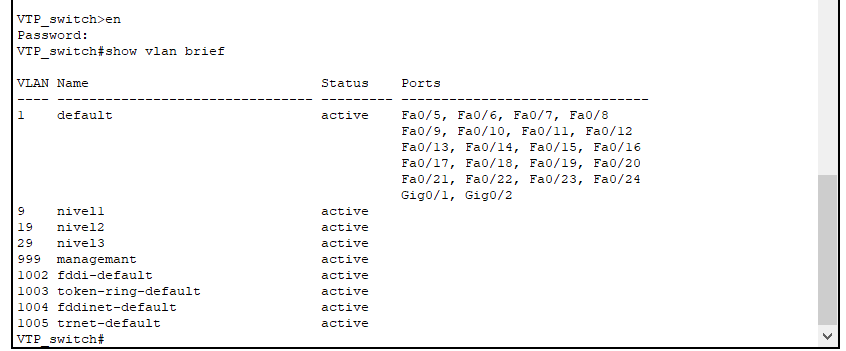 VTP_switch>en
Password:
VTP_switch#show vlan brief
VLAN Name                             Status    Ports
---- -------------------------------- --------- -------------------------------
1    default                          active    Fa0/5, Fa0/6, Fa0/7, Fa0/8
                                                Fa0/9, Fa0/10, Fa0/11, Fa0/12
                                                Fa0/13, Fa0/14, Fa0/15, Fa0/16
                                                Fa0/17, Fa0/18, Fa0/19, Fa0/20
                                                Fa0/21, Fa0/22, Fa0/23, Fa0/24
                                                Gig0/1, Gig0/2
9    nivel1                           active
19   nivel2                           active
29   nivel3                           active
999  managemant                       active
1002 fddi-default                     active
1003 token-ring-default               active
1004 fddinet-default                  active
1005 trnet-default                    active
VTP_switch#